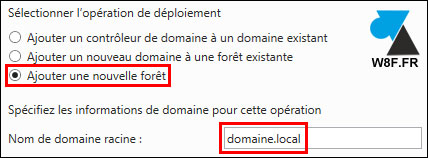 Sélectionner l'opération de déploiement
Ajouter un contrôleur de domaine à un domaine existant
Ajouter un nouveau domaine à une forêt existante
Ajouter une nouvelle forêt
W8F.FR
Spécifiez les informations de domaine pour cette opération
Nom de domaine racine : domaine.local